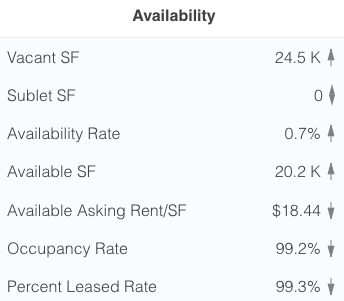 Availability
Vacant SF 24.5 K
Sublet SF 0
Availability Rate 0.7%
Available SF 20.2 K
Available Asking Rent/SF $18.44
Occupancy Rate 99.2%
Percent Leased Rate 99.3%